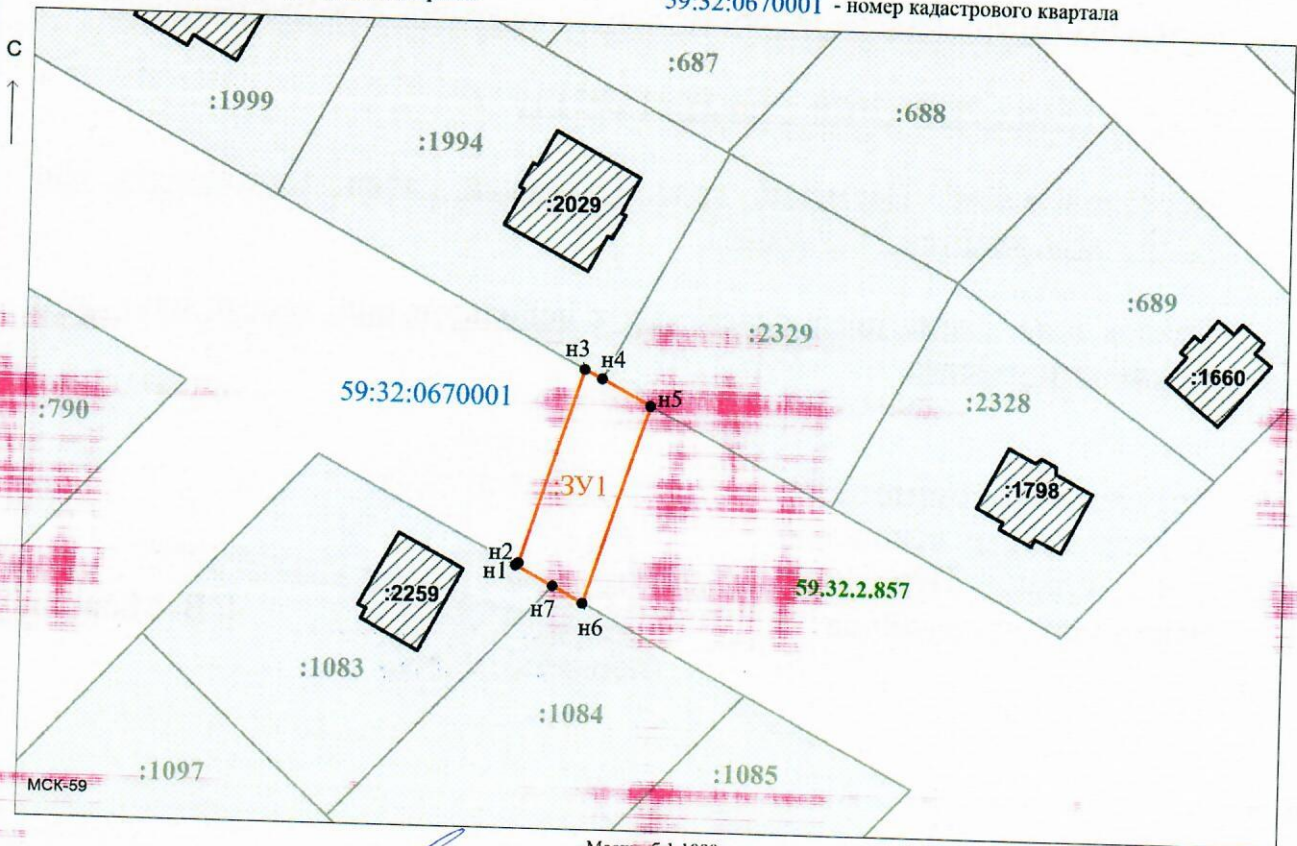 59:32:0670001 - номер кадастрового квартала
С
:687
:1999
:688
:1994
:2029
:689
:2329
н3
н4
:1660
59:32:0670001
:790
н5
:2328
:ЗУ1
:1798
н2
н1
:2259
н7
н6
59.32.2.857
:1083
:1084
:1097
:1085
МСК-59